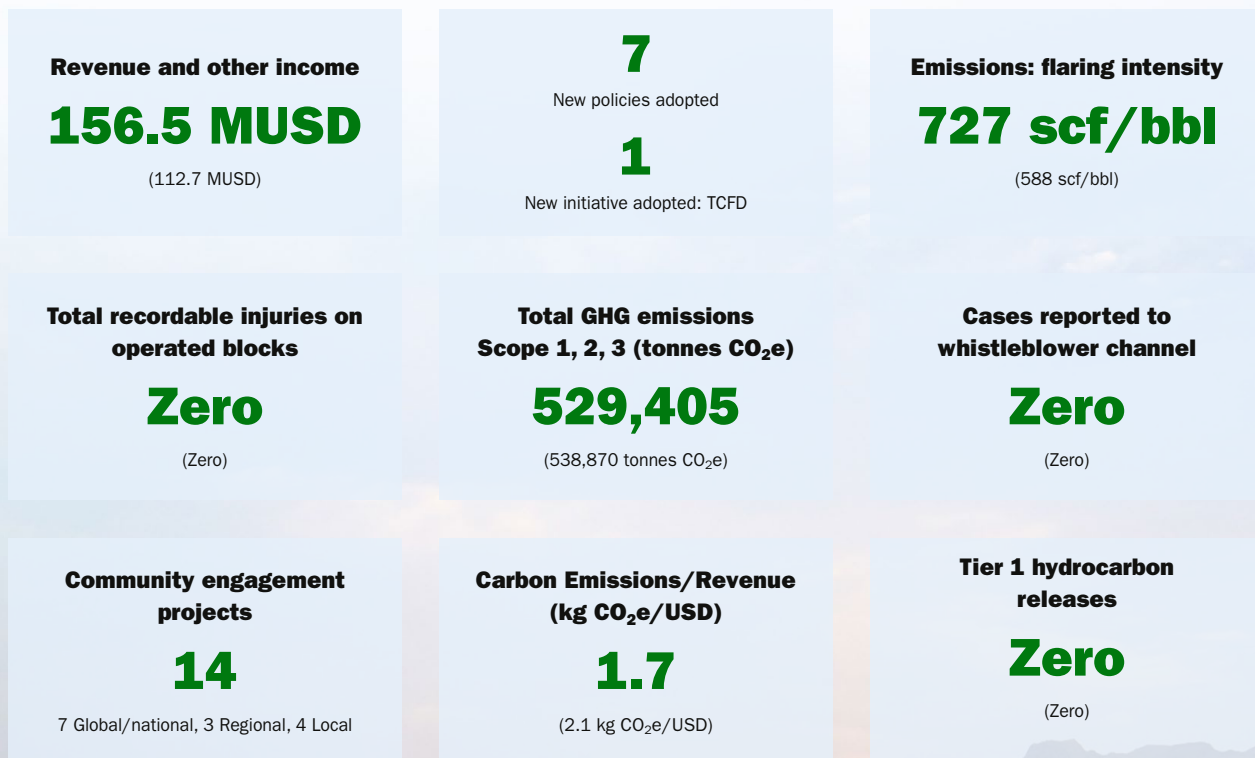 Revenue and other income
156.5 MUSD
(112.7 MUSD)
7
New policies adopted
1
New initiative adopted: TCFD
Emissions: flaring intensity
727 scf/bbl
(588 scf/bbl)
Total recordable injuries on
operated blocks
Zero
(Zero)
Total GHG emissions
Scope 1, 2, 3 (tonnes CO₂e)
529,405
(538,870 tonnes CO₂e)
Cases reported to
whistleblower channel
Zero
(Zero)
Community engagement
projects
14
7 Global/national, 3 Regional, 4 Local
Carbon Emissions/Revenue
(kg CO₂e/USD)
1.7
(2.1 kg CO₂e/USD)
Tier 1 hydrocarbon
releases
Zero
(Zero)